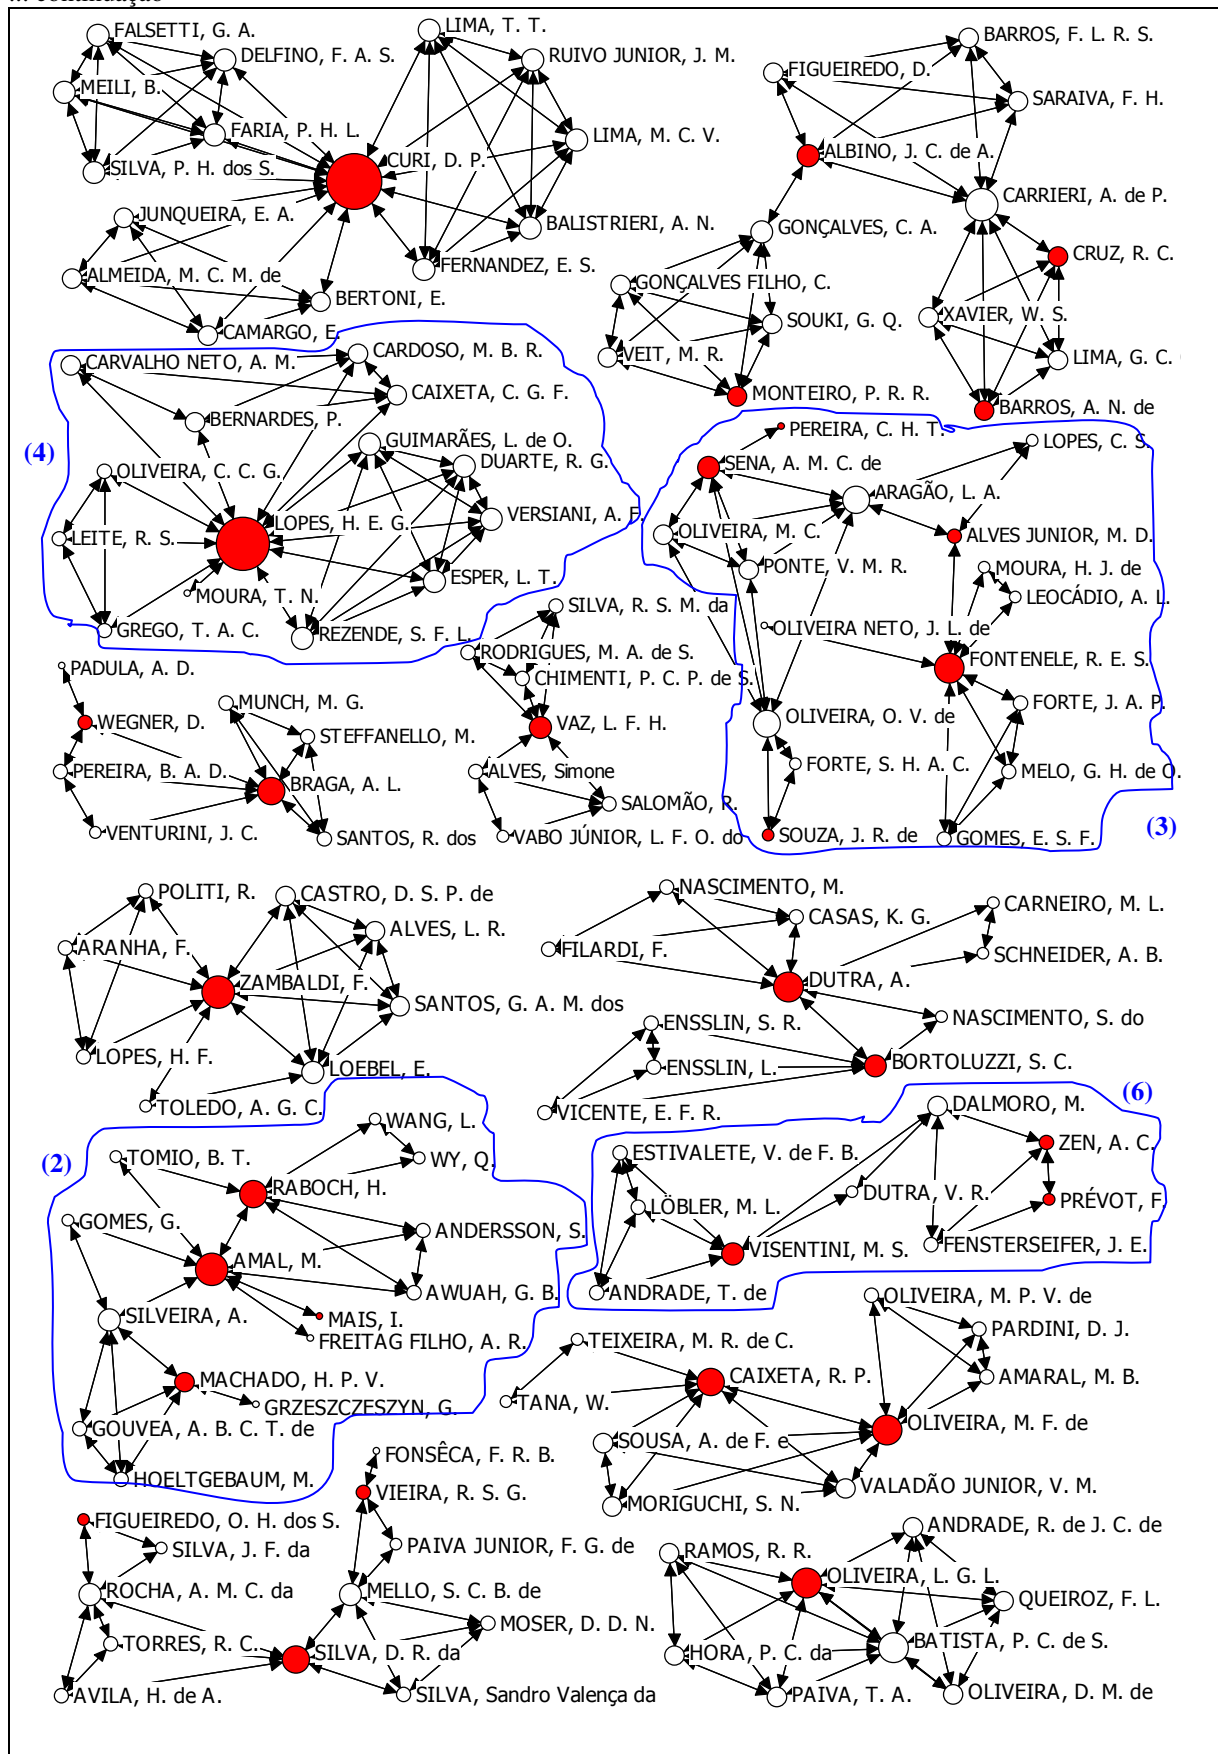 ... continuação
FALSETTI, G. A.
DELFINO, F. A. S.
MEILI, B.
FARIA, P. H. L.
SILVA, P. H. dos S.
CURI, D. P.
LIMA, T. T.
RUIVO JUNIOR, J. M.
LIMA, M. C. V.
BALISTRIERI, A. N.
FERNANDEZ, E. S.
JUNQUEIRA, E. A.
ALMEIDA, M. C. M. de
BERTONI, E.
CAMARGO, E.
BARROS, F. L. R. S.
FIGUEIREDO, D.
SARAIVA, F. H.
ALBINO, J. C. de A.
CARRIERI, A. de P.
GONÇALVES, C. A.
CRUZ, R. C.
GONÇALVES FILHO, C.
SOUKI, G. Q.
XAVIER, W. S.
VEIT, M. R.
LIMA, G. C.
MONTEIRO, P. R. R.
BARROS, A. N. de
(4)
CARVALHO NETO, A. M.
CARDOSO, M. B. R.
CAIXETA, C. G. F.
BERNARDES, P.
GUIMARÃES, L. de O.
DUARTE, R. G.
OLIVEIRA, C. C. G.
LOPES, H. E. G.
VERSIANI, A. F.
LEITE, R. S.
ESPER, L. T.
MOURA, T. N.
GREGO, T. A. C.
REZENDE, S. F. L.
PEREIRA, C. H. T.
LOPES, C. S.
SENA, A. M. C. de
ARAGÃO, L. A.
OLIVEIRA, M. C.
ALVES JUNIOR, M. D.
PONTE, V. M. R.
MOURA, H. J. de
LEOCÁDIO, A. L.
OLIVEIRA NETO, J. L. de
FONTENELE, R. E. S.
OLIVEIRA, O. V. de
FORTE, J. A. P.
FORTE, S. H. A. C.
MELO, G. H. de O.
SOUZA, J. R. de
GOMES, E. S. F.
(3)
SILVA, R. S. M. da
RODRIGUES, M. A. de S.
CHIMENTI, P. C. P. de S.
VAZ, L. F. H.
ALVES, Simone
SALOMÃO, R.
VABO JÚNIOR, L. F. O. do
PADULA, A. D.
WEGNER, D.
MUNCH, M. G.
STEFFANELLO, M.
PEREIRA, B. A. D.
BRAGA, A. L.
VENTURINI, J. C.
SANTOS, R. dos
POLITI, R.
CASTRO, D. S. P. de
ALVES, L. R.
ARANHA, F.
ZAMBALDI, F.
SANTOS, G. A. M. dos
LOPES, H. F.
LOEBEL, E.
TOLEDO, A. G. C.
NASCIMENTO, M.
CASAS, K. G.
CARNEIRO, M. L.
FILARDI, F.
SCHNEIDER, A. B.
DUTRA, A.
ENSSLIN, S. R.
NASCIMENTO, S. do
ENSSLIN, L.
BORTOLUZZI, S. C.
VICENTE, E. F. R.
(6)
DALMORO, M.
ESTIVALETE, V. de F. B.
ZEN, A. C.
LÖBLER, M. L.
DUTRA, V. R.
PRÉVOT, F.
VISENTINI, M. S.
FENSTERSEIFER, J. E.
ANDRADE, T. de
(2)
WANG, L.
TOMIO, B. T.
WY, Q.
RABOCH, H.
GOMES, G.
ANDERSSON, S.
AMAL, M.
AWUAH, G. B.
SILVEIRA, A.
MAIS, I.
FREITAG FILHO, A. R.
MACHADO, H. P. V.
GRZESZCZESZYN, G.
GOUVEA, A. B. C. T. de
HOELTGEBAUM, M.
OLIVEIRA, M. P. V. de
TEIXEIRA, M. R. de C.
PARDINI, D. J.
CAIXETA, R. P.
AMARAL, M. B.
TANA, W.
OLIVEIRA, M. F. de
SOUSA, A. de F. e
VALADÃO JUNIOR, V. M.
MORIGUCHI, S. N.
FONSÊCA, F. R. B.
VIEIRA, R. S. G.
FIGUEIREDO, O. H. dos S.
SILVA, J. F. da
PAIVA JUNIOR, F. G. de
ROCHA, A. M. C. da
MELLO, S. C. B. de
MOSER, D. D. N.
TORRES, R. C.
SILVA, D. R. da
AVILA, H. de A.
SILVA, Sandro Valença da
ANDRADE, R. de J. C. de
RAMOS, R. R.
OLIVEIRA, L. G. L.
QUEIROZ, F. L.
HORA, P. C. da
BATISTA, P. C. de S.
PAIVA, T. A.
OLIVEIRA, D. M. de